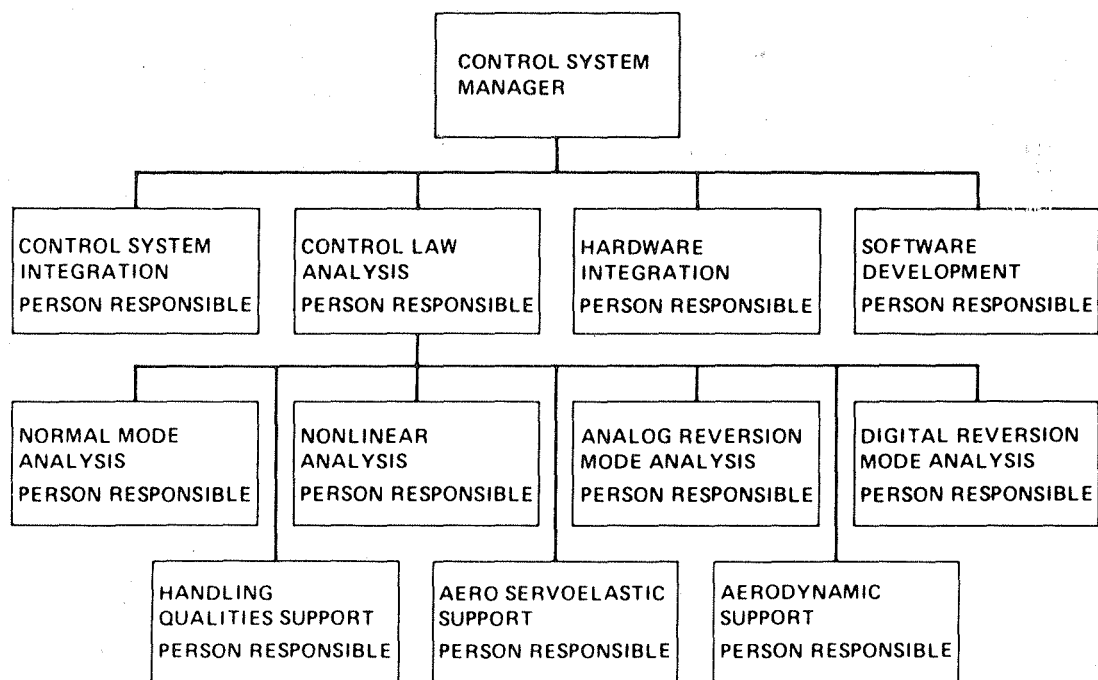 CONTROL SYSTEM
MANAGER
CONTROL SYSTEM
INTEGRATION
PERSON RESPONSIBLE
CONTROL LAW
ANALYSIS
PERSON RESPONSIBLE
HARDWARE
INTEGRATION
PERSON RESPONSIBLE
SOFTWARE
DEVELOPMENT
PERSON RESPONSIBLE
NORMAL MODE
ANALYSIS
PERSON RESPONSIBLE
NONLINEAR
ANALYSIS
PERSON RESPONSIBLE
ANALOG REVERSION
MODE ANALYSIS
PERSON RESPONSIBLE
DIGITAL REVERSION
MODE ANALYSIS
PERSON RESPONSIBLE
HANDLING
QUALITIES SUPPORT
PERSON RESPONSIBLE
AERO SERVOELASTIC
SUPPORT
PERSON RESPONSIBLE
AERODYNAMIC
SUPPORT
PERSON RESPONSIBLE